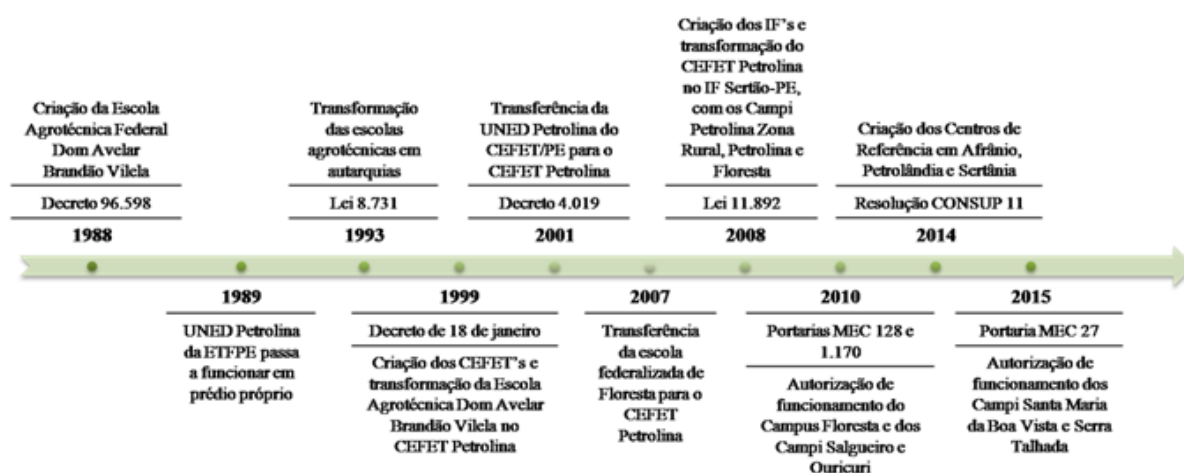 Criação da Escola
Agrotécnica Federal
Dom Avelar
Brandão Vilela
Decreto 96.598
1988
Transformação
das escolas
agrotécnicas em
autarquias
Lei 8.731
1993
Transferência da
UNED Petrolina do
CEFET/PE para o
CEFET Petrolina
Decreto 4.019
2001
Criação dos IF's e
transformação do
CEFET Petrolina
no IF Sertão-PE,
com os Campi
Petrolina Zona
Rural, Petrolina e
Floresta
Lei 11.892
2008
Criação dos Centros de
Referência em Afrânio,
Petrolândia e Sertânia
Resolução CONSUP 11
2014
1989
UNED Petrolina
da ETFPE passa
a funcionar em
prédio próprio
1999
Decreto de 18 de janeiro
Criação dos CEFET's e
transformação da Escola
Agrotécnica Dom Avelar
Brandão Vilela no
CEFET Petrolina
2007
Transferência
da escola
federalizada de
Floresta para o
CEFET
Petrolina
2010
Portarias MEC 128 e
1.170
Autorização de
funcionamento do
Campus Floresta e dos
Campi Salgueiro e
Ouricuri
2015
Portaria MEC 27
Autorização de
funcionamento dos
Campi Santa Maria
da Boa Vista e Serra
Talhada